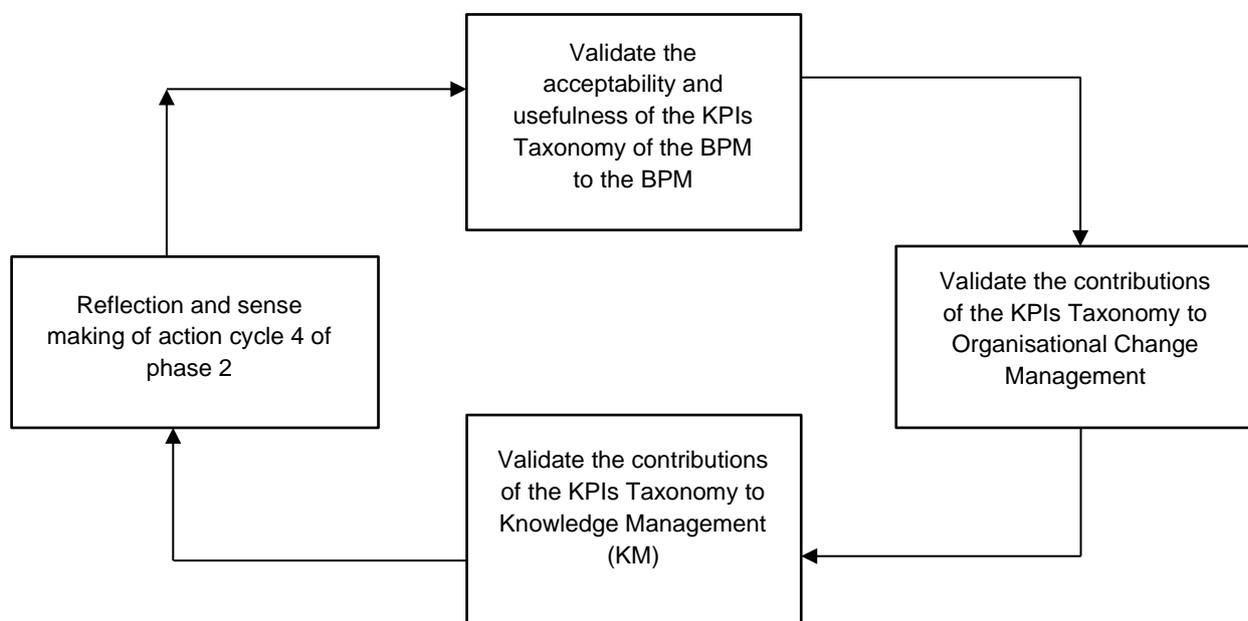 Validate the
acceptability and
usefulness of the KPIs
Taxonomy of the BPM
to the BPM
Validate the contributions
of the KPIs Taxonomy to
Organisational Change
Management
Validate the contributions
of the KPIs Taxonomy to
Knowledge Management
(KM)
Reflection and sense
making of action cycle 4 of
phase 2